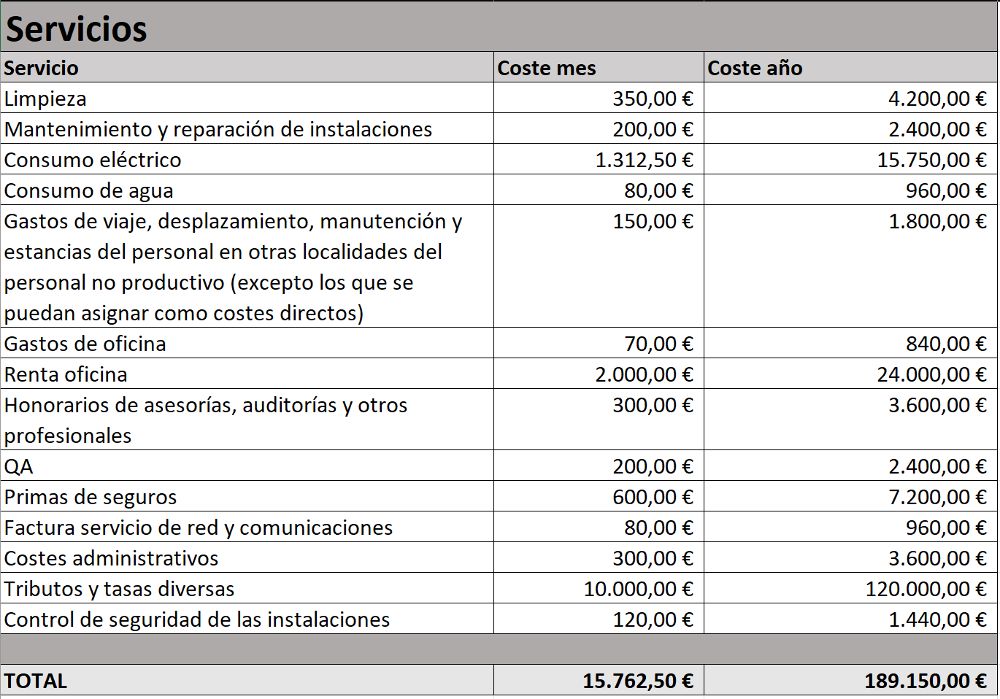 Servicios
Servicio Coste mes Coste año
Limpieza 350,00 € 4.200,00 €
Mantenimiento y reparación de instalaciones 200,00 € 2.400,00 €
Consumo eléctrico 1.312,50 € 15.750,00 €
Consumo de agua 80,00 € 960,00 €
Gastos de viaje, desplazamiento, manutención y 150,00 € 1.800,00 €
estancias del personal en otras localidades del
personal no productivo (excepto los que se
puedan asignar como costes directos)
Gastos de oficina 70,00 € 840,00 €
Renta oficina 2.000,00 € 24.000,00 €
Honorarios de asesorías, auditorías y otros 300,00 € 3.600,00 €
profesionales
QA 200,00 € 2.400,00 €
Primas de seguros 600,00 € 7.200,00 €
Factura servicio de red y comunicaciones 80,00 € 960,00 €
Costes administrativos 300,00 € 3.600,00 €
Tributos y tasas diversas 10.000,00 € 120.000,00 €
Control de seguridad de las instalaciones 120,00 € 1.440,00 €
TOTAL 15.762,50 € 189.150,00 €